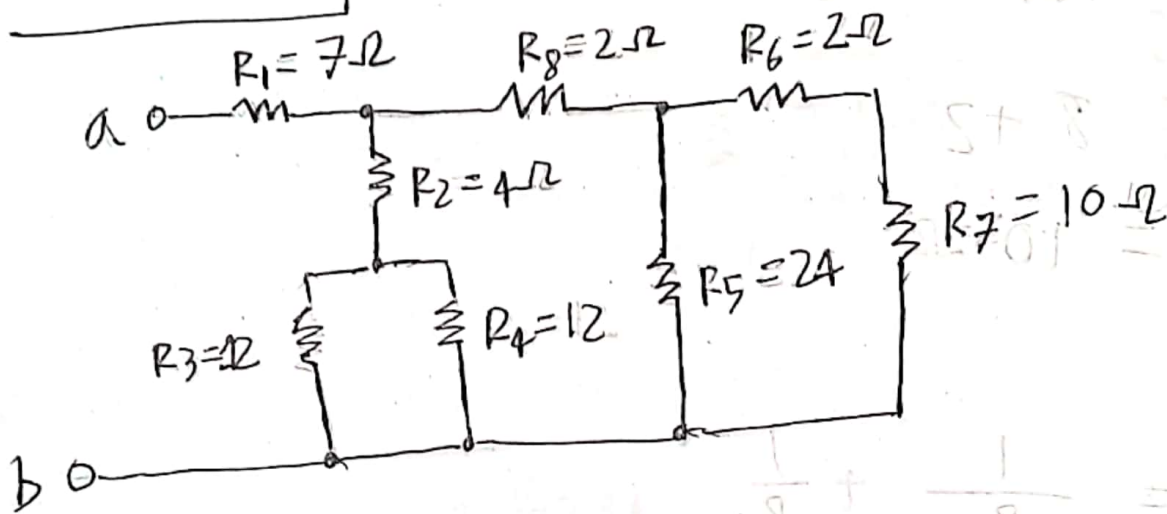 R1 = 7Ω
R8 = 2Ω
R6 = 2Ω
a
R2 = 4Ω
R7 = 10Ω
R5 = 24
R3 = 12
R4 = 12
b